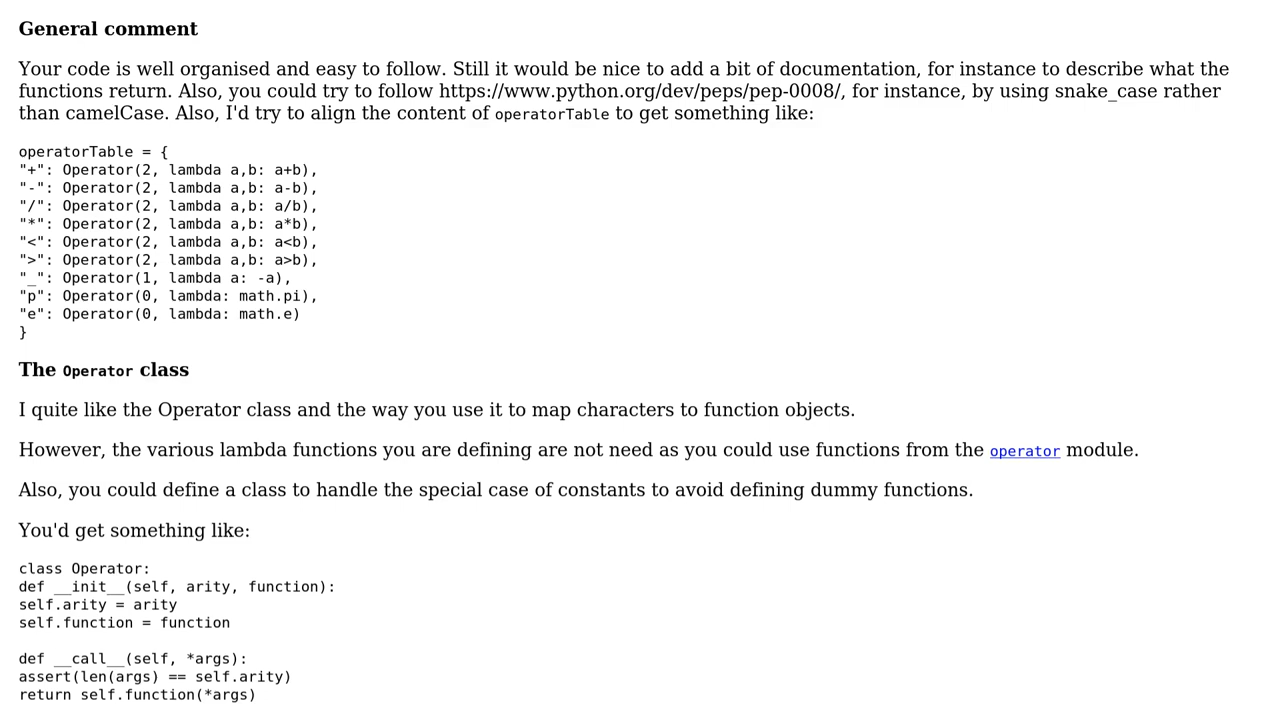 General comment
Your code is well organised and easy to follow. Still it would be nice to add a bit of documentation, for instance to describe what the
functions return. Also, you could try to follow https://www.python.org/dev/peps/pep-0008/, for instance, by using snake_case rather
than camelCase. Also, I'd try to align the content of operatorTable to get something like:
operatorTable = {
"+": Operator(2, lambda a,b: a+b),
"-": Operator(2, lambda a,b: a-b),
"/": Operator(2, lambda a,b: a/b),
"*": Operator(2, lambda a,b: a*b),
"<": Operator(2, lambda a,b: a<b),
">": Operator(2, lambda a,b: a>b),
"_": Operator(1, lambda a: -a),
"p": Operator(0, lambda: math.pi),
"e": Operator(0, lambda: math.e)
}
The Operator class
I quite like the Operator class and the way you use it to map characters to function objects.
However, the various lambda functions you are defining are not need as you could use functions from the operator module.
Also, you could define a class to handle the special case of constants to avoid defining dummy functions.
You'd get something like:
class Operator:
def __init__(self, arity, function):
self.arity = arity
self.function = function
def __call__(self, *args):
assert(len(args) == self.arity)
return self.function(*args)